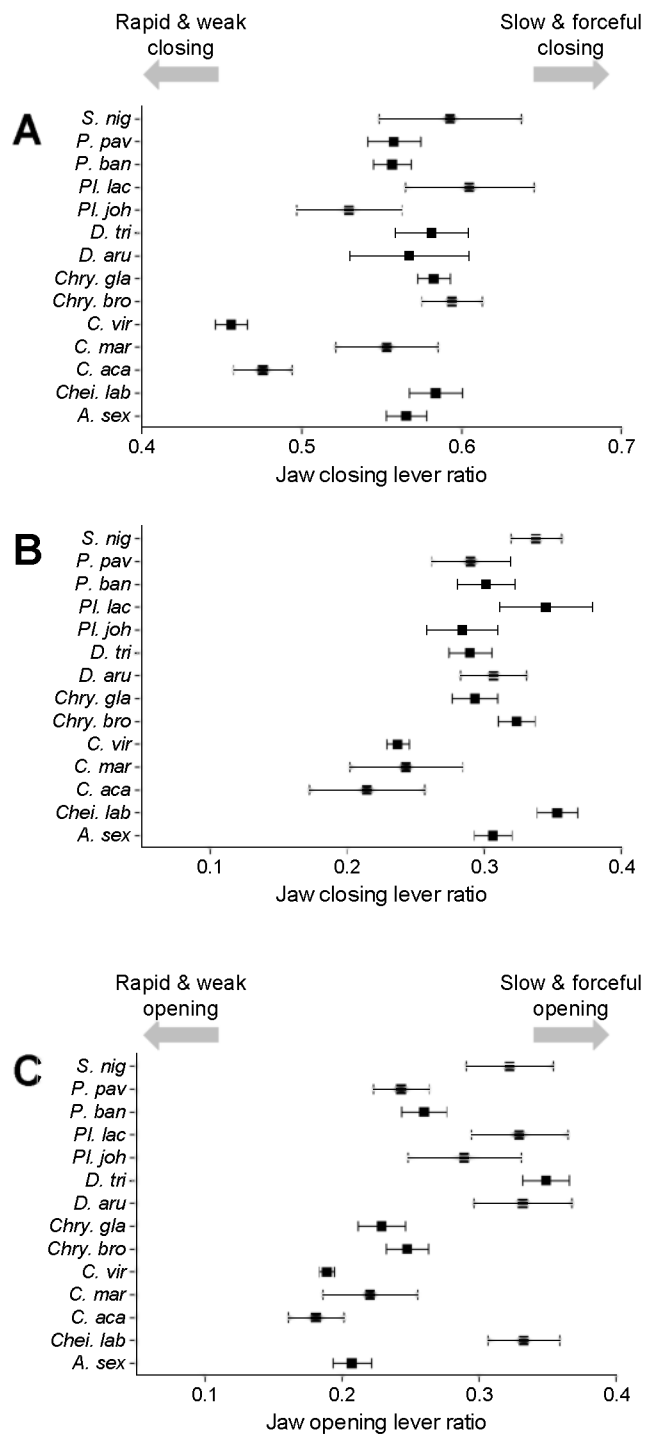 Rapid & weak
closing
Slow & forceful
closing
A
S. nig
P. pav
P. ban
Pl. lac
Pl. joh
D. tri
D. aru
Chry. gla
Chry. bro
C. vir
C. mar
C. aca
Chei. lab
A. sex
0.4 0.5 0.6 0.7
Jaw closing lever ratio
B
S. nig
P. pav
P. ban
Pl. lac
Pl. joh
D. tri
D. aru
Chry. gla
Chry. bro
C. vir
C. mar
C. aca
Chei. lab
A. sex
0.1 0.2 0.3 0.4
Jaw closing lever ratio
Rapid & weak
opening
Slow & forceful
opening
C
S. nig
P. pav
P. ban
Pl. lac
Pl. joh
D. tri
D. aru
Chry. gla
Chry. bro
C. vir
C. mar
C. aca
Chei. lab
A. sex
0.1 0.2 0.3 0.4
Jaw opening lever ratio